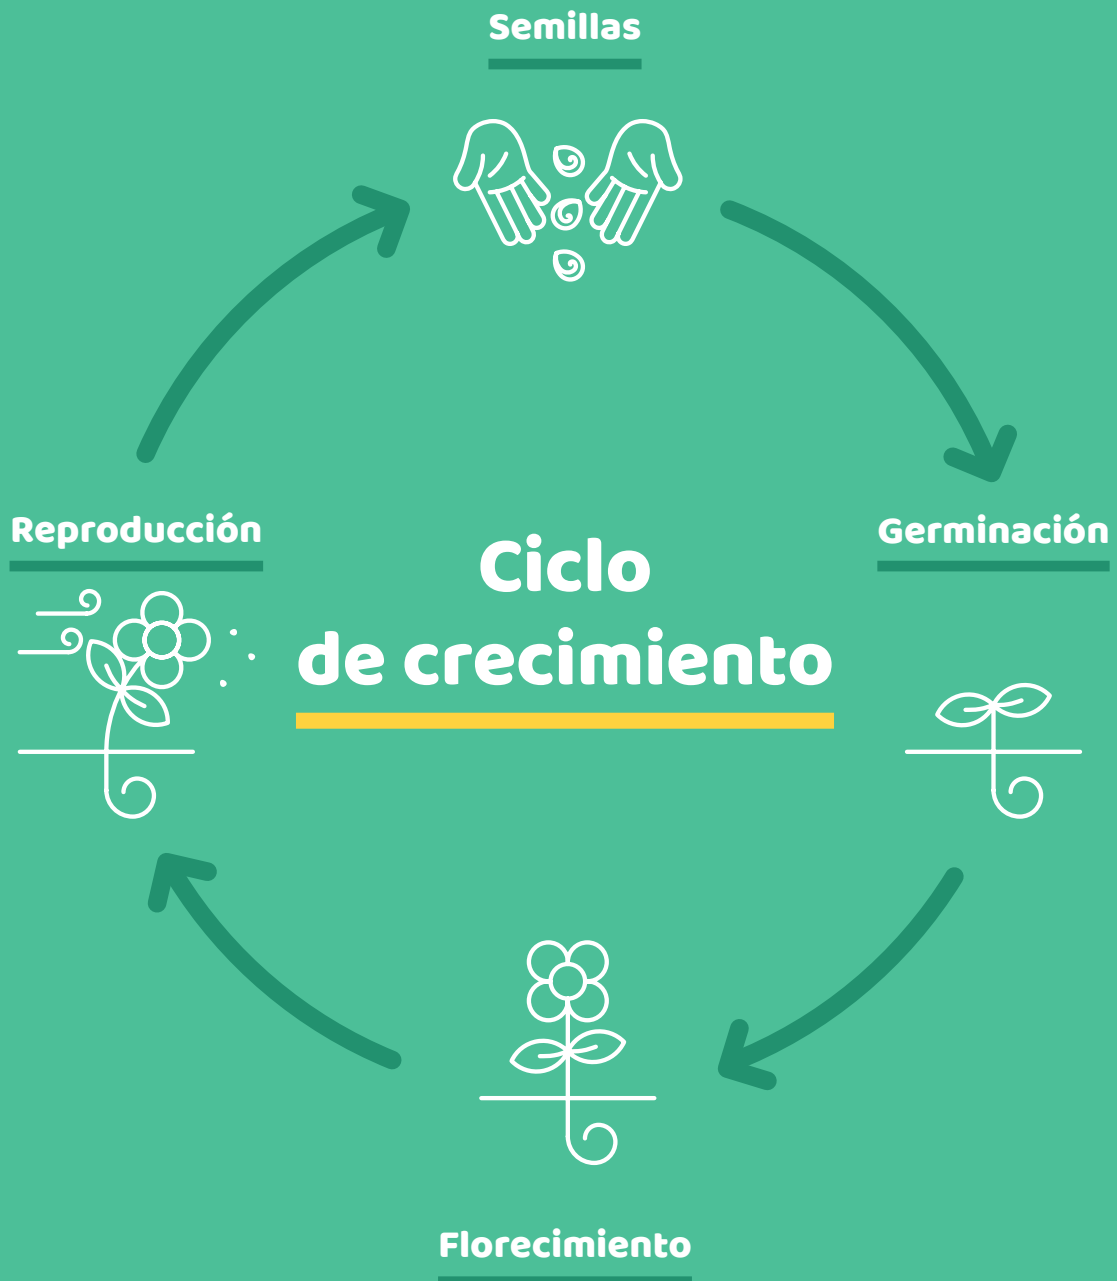 Semillas
Reproducción
Germinación
Ciclo
de crecimiento
Florecimiento